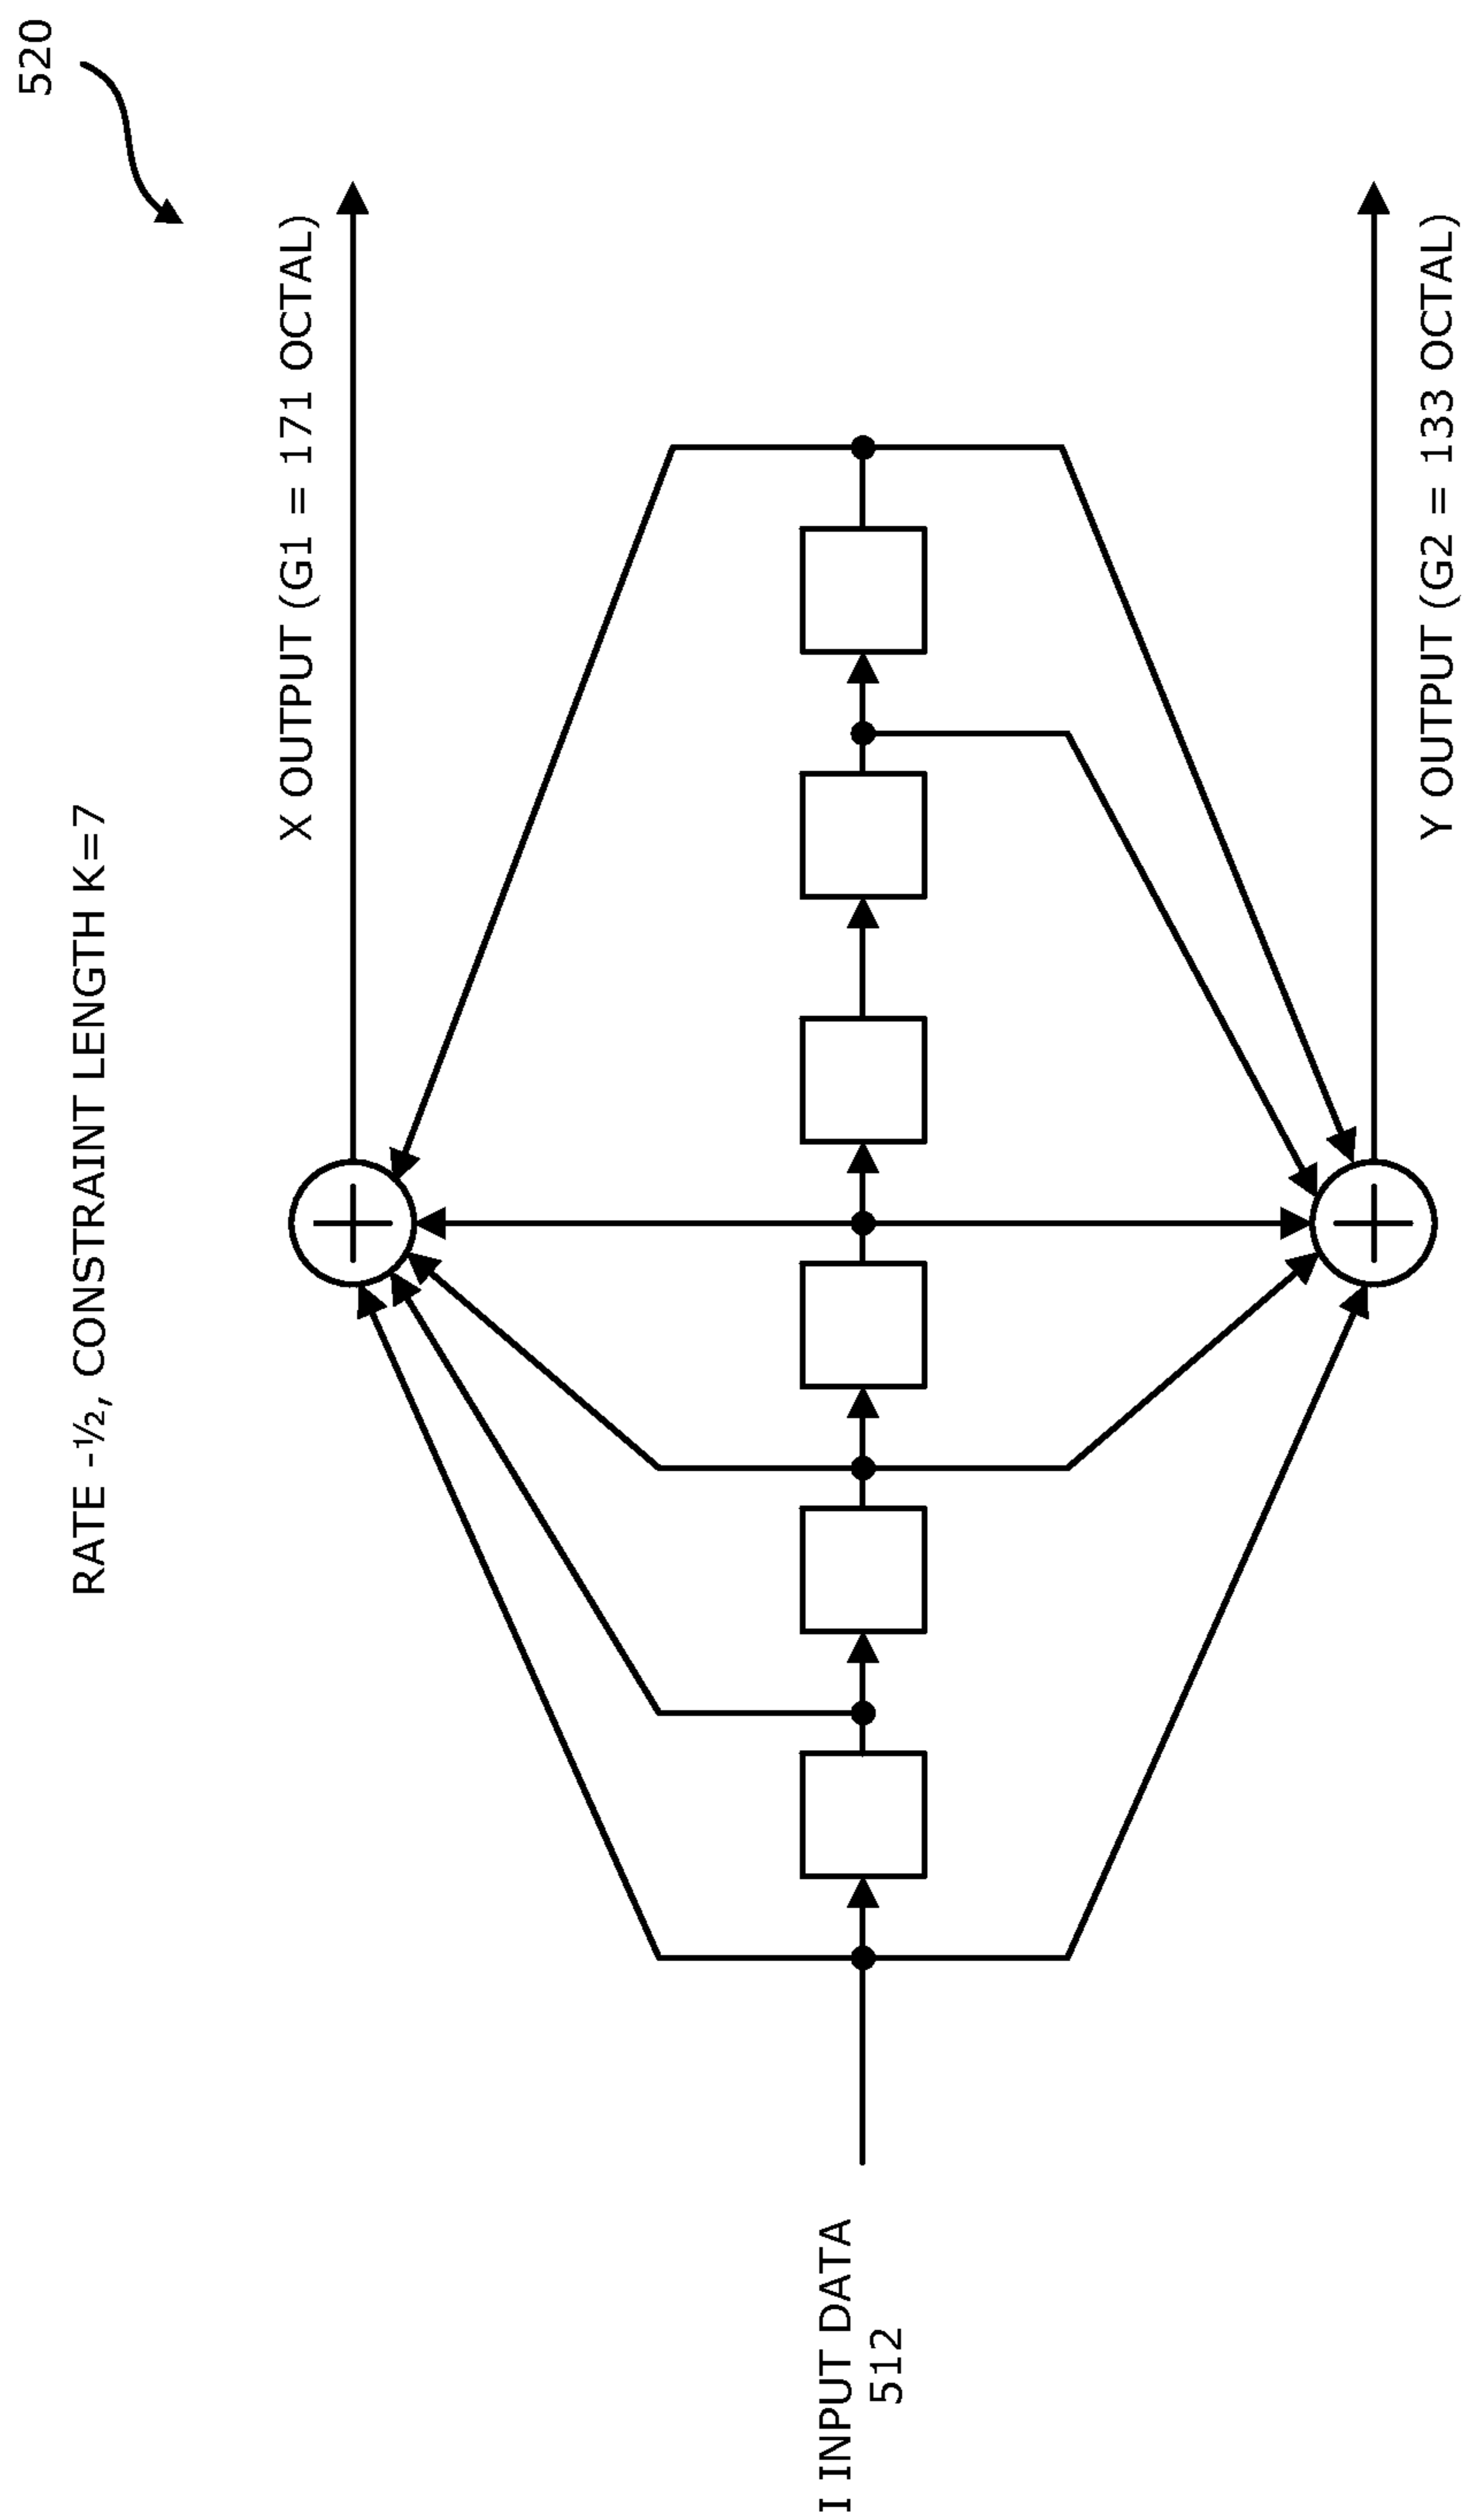 520
RATE -½, CONSTRAINT LENGTH K=7
X OUTPUT (G1 = 171 OCTAL)
I INPUT DATA
512
Y OUTPUT (G2 = 133 OCTAL)